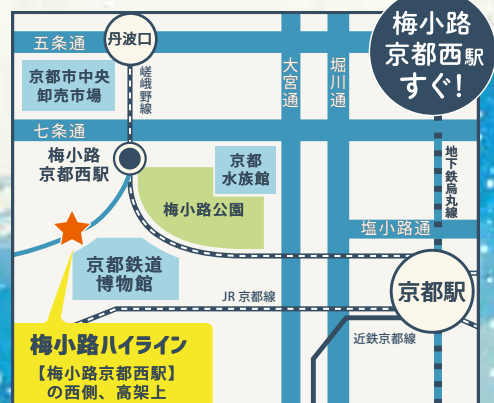 梅小路
京都西駅
すぐ!
五条通
丹波口
嵯峨野線
大宮通
堀川通
京都市中央
卸売市場
七条通
梅小路
京都西駅
京都
水族館
地下鉄烏丸線
梅小路公園
塩小路通
京都鉄道
博物館
京都駅
JR 京都線
近鉄京都線
梅小路ハイライン
【梅小路京都西駅】
の西側、高架上